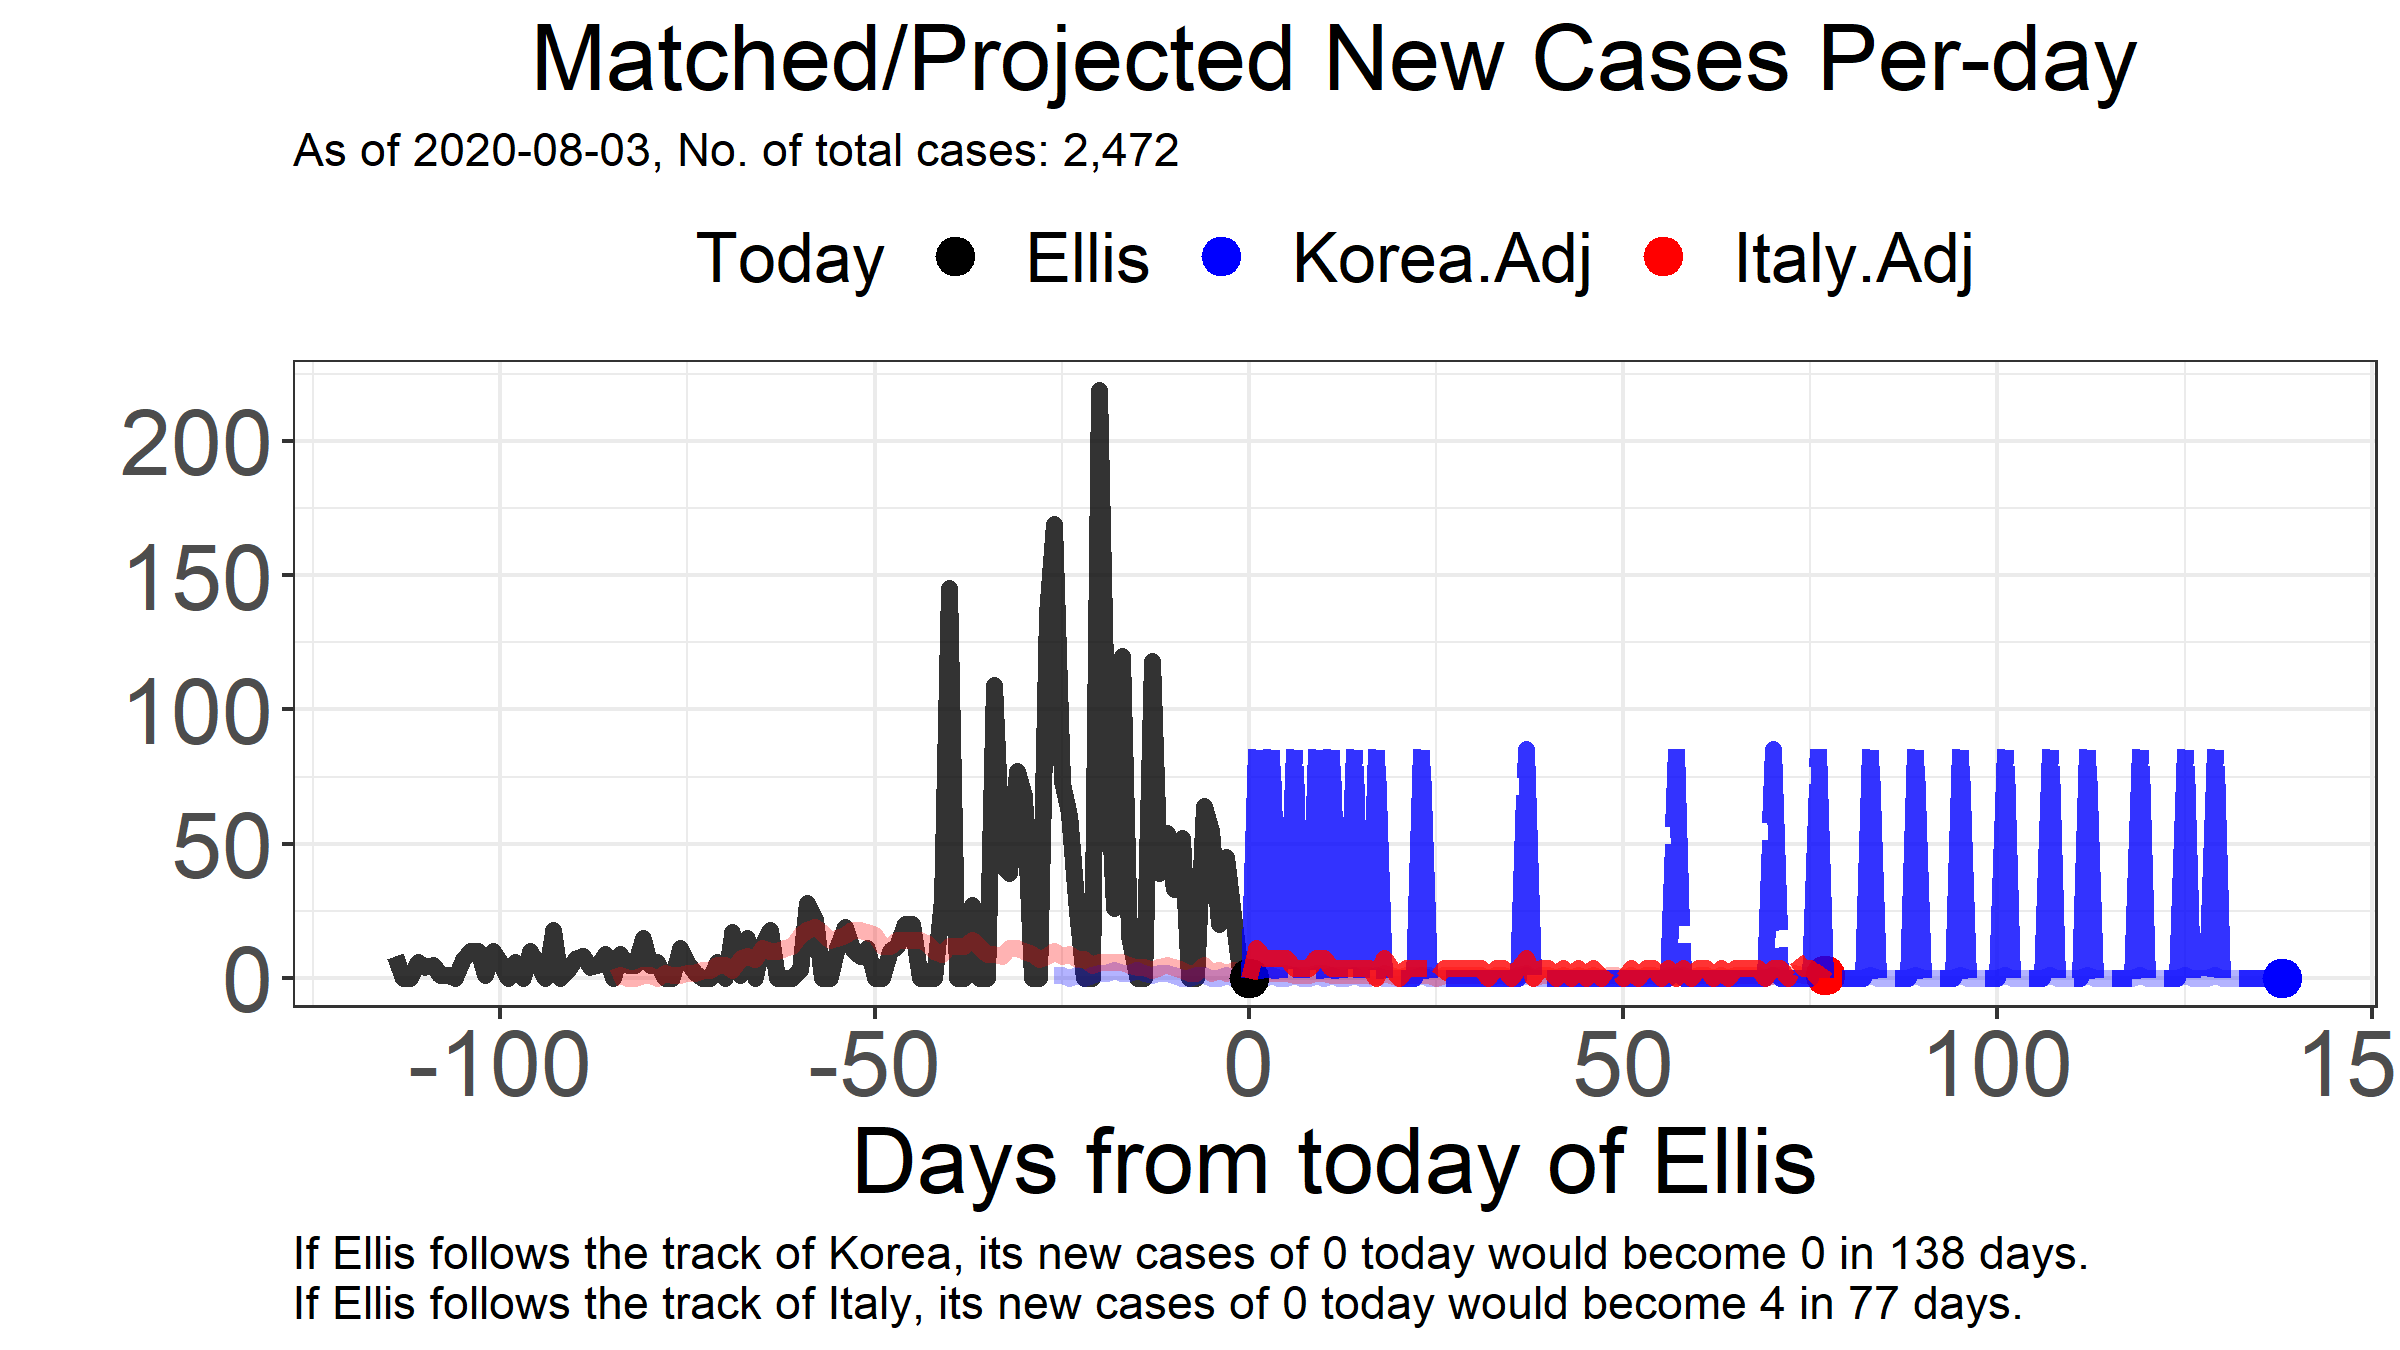 Matched/Projected New Cases Per-day
As of 2020-08-03, No. of total cases: 2,472
Today Ellis Korea.Adj Italy.Adj
200
150
100
50
0
-100 -50 0 50 100 15
Days from today of Ellis
If Ellis follows the track of Korea, its new cases of 0 today would become 0 in 138 days.
If Ellis follows the track of Italy, its new cases of 0 today would become 4 in 77 days.